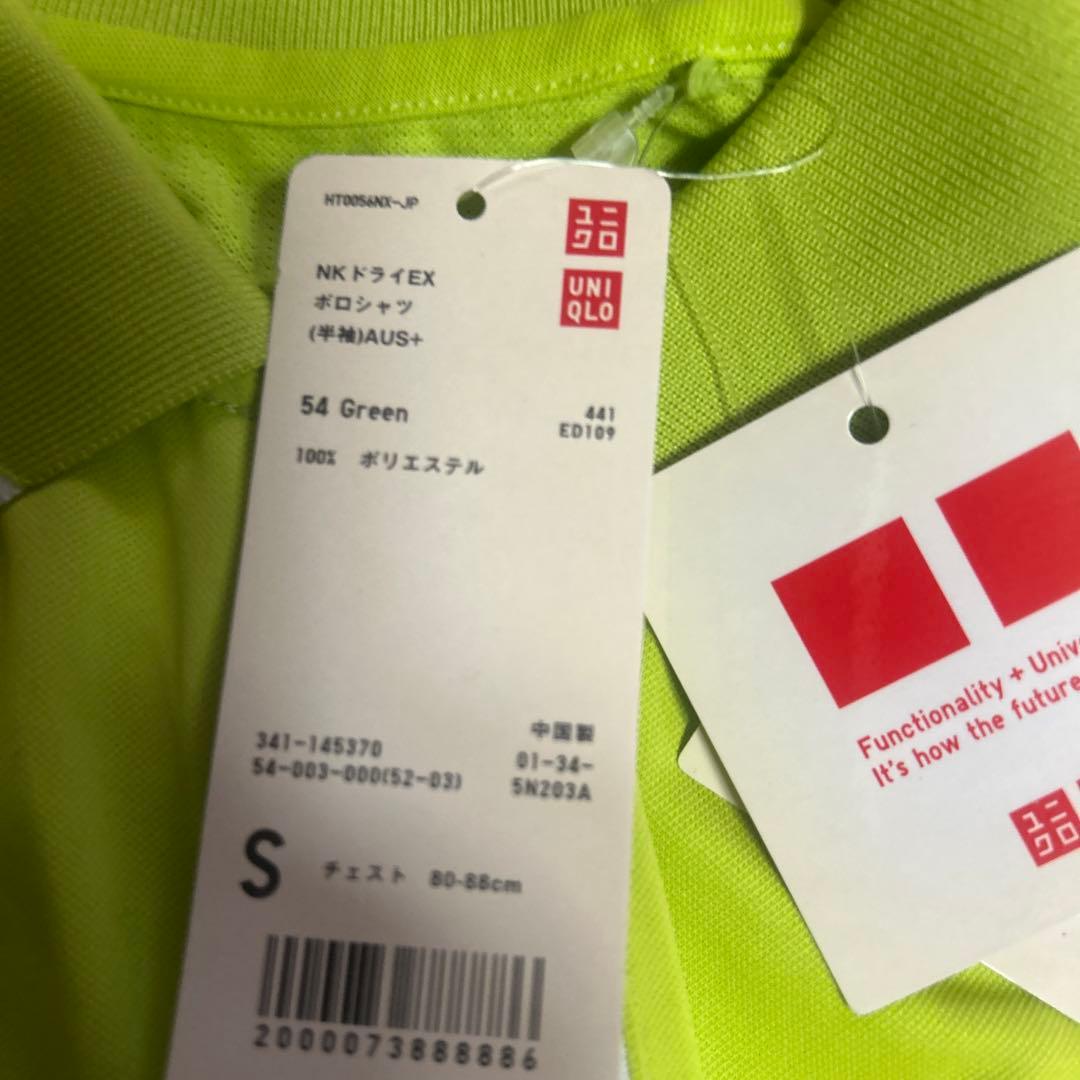 HT0056NX-JP
ユニ
クロ
UNI
QLO
NKドライEX
ポロシャツ
(半袖)AUS+
54 Green
441
ED109
100% ポリエステル
341-145370
54-003-000(52-03)
中国製
01-34-
5N203A
S チェスト 80-88cm
2000073888886
Functionality + Univ
It's how the future
ユニ
クロ